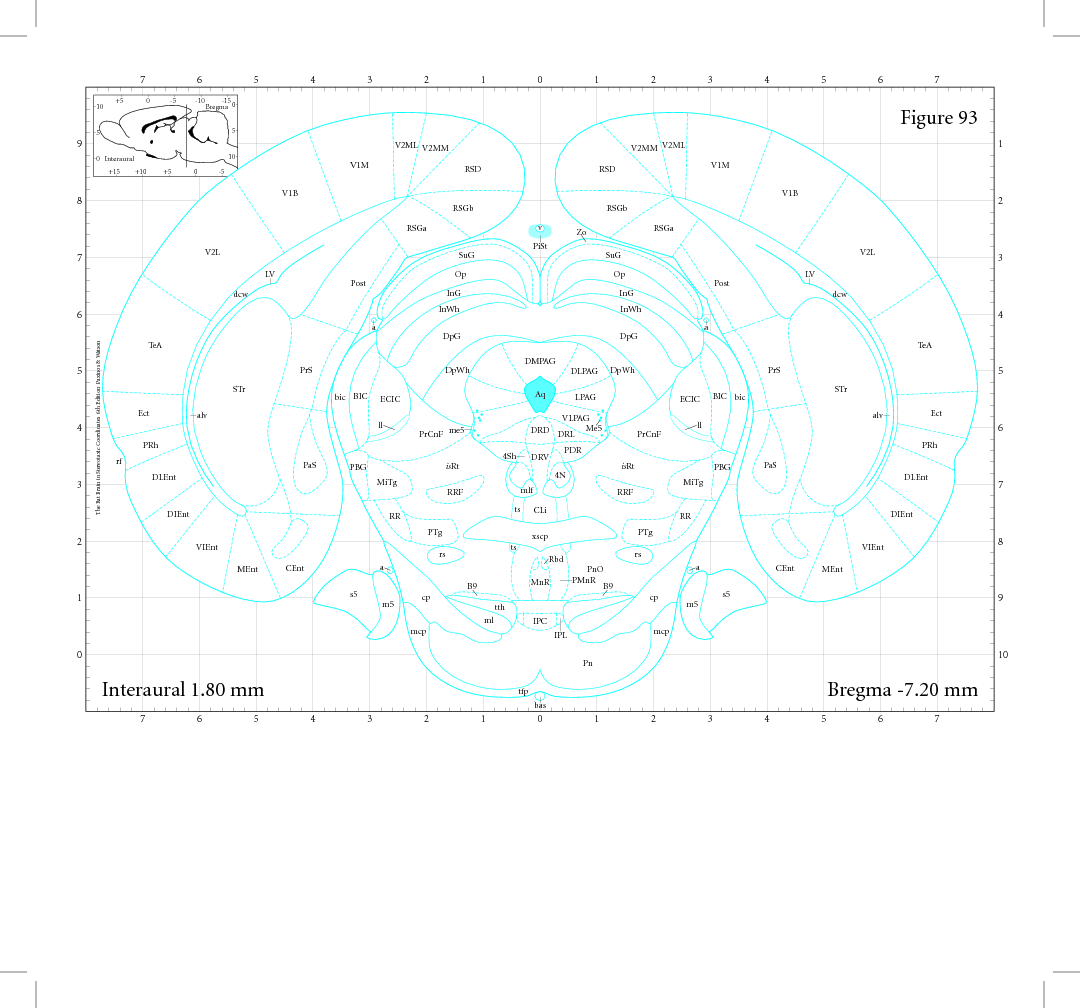 7 6 5 4 3 2 1 0 1 2 3 4 5 6 7
+5 0 -5 -10 -15
-10 Bregma 0
-5 5
-0 Interaural 10
+15 +10 +5 0 -5
Figure 93
9 1
8 2
7 3
6 4
5 5
4 6
3 7
2 8
1 9
0 10
V2ML V2MM V2MM V2ML
V1M RSD RSD V1M
V1B RSGb RSGb V1B
RSGa Y Zo RSGa
V2L PiSt V2L
SuG SuG
LV Op Op LV
Post Post
dcw InG InG dcw
InWh InWh
a a
DpG DpG
TeA TeA
DMPAG
PrS DpWh DLPAG DpWh PrS
STr Aq STr
bic BIC ECIC LPAG ECIC BIC bic
Ect alv VLPAG alv Ect
ll me5 DRD DRL Me5 ll
PrCnF PrCnF
PRh PDR PRh
rf 4Sh DRV
PaS PBG isRt isRt PBG PaS
DLEnt 4N DLEnt
MiTg RRF mlf RRF MiTg
ts CLi
DIEnt RR RR DIEnt
PTg xscp PTg
VIEnt ts VIEnt
rs Rbd rs
MEnt CEnt a PnO a CEnt MEnt
MnR PMnR
B9 B9
s5 m5 cp cp m5 s5
tth
ml IPC
mcp IPL mcp
Pn
tfp
bas
The Rat Brain in Stereotaxic Coordinates 6th Edition Paxinos & Watson
Interaural 1.80 mm
Bregma -7.20 mm
7 6 5 4 3 2 1 0 1 2 3 4 5 6 7